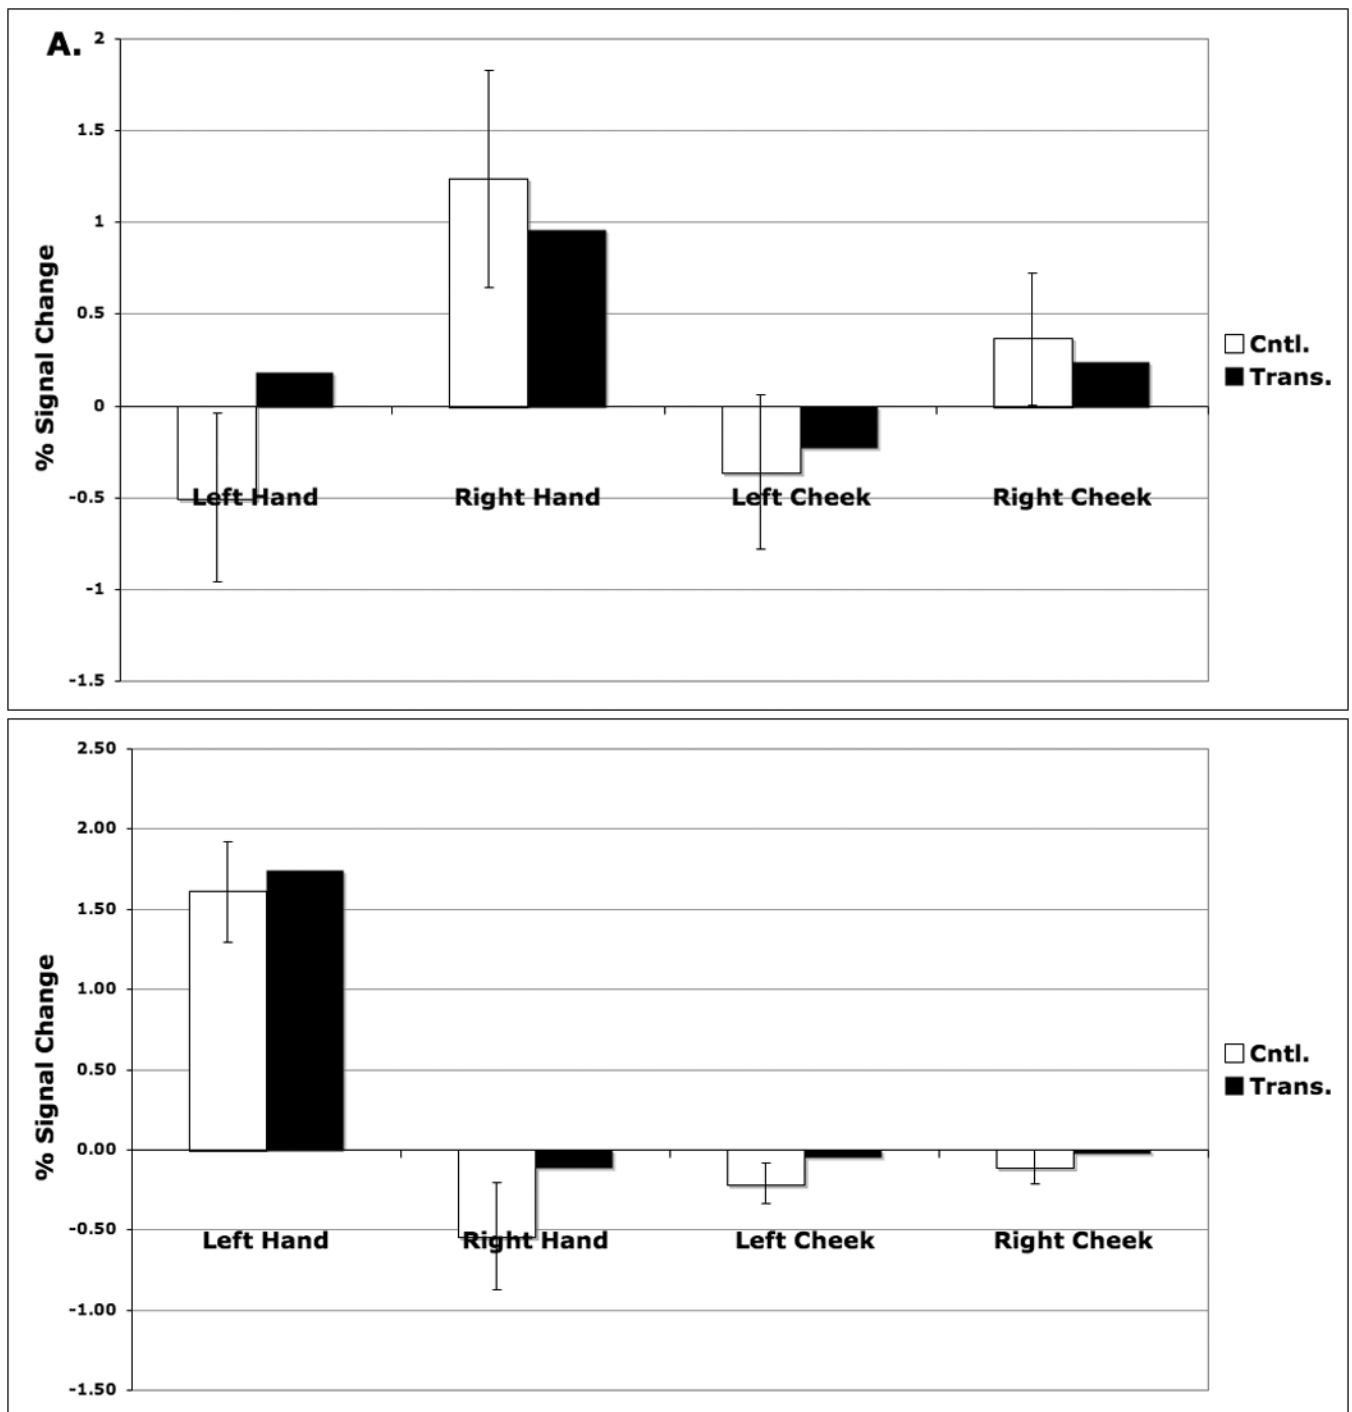 A.
2
1.5
1
0.5
0
-0.5
-1
-1.5
% Signal Change
Left Hand Right Hand Left Cheek Right Cheek
Cntl.
Trans.
2.50
2.00
1.50
1.00
0.50
0.00
-0.50
-1.00
-1.50
% Signal Change
Left Hand Right Hand Left Cheek Right Cheek
Cntl.
Trans.